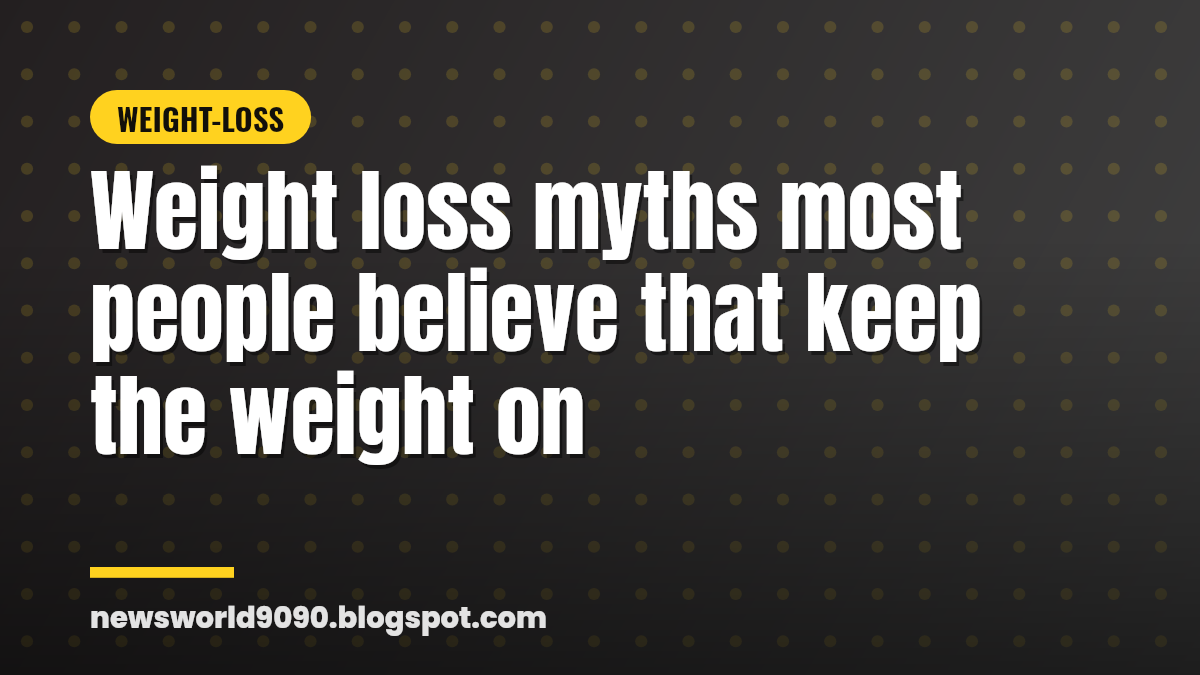 WEIGHT-LOSS
Weight loss myths most
people believe that keep
the weight on
newsworld9090.blogspot.com